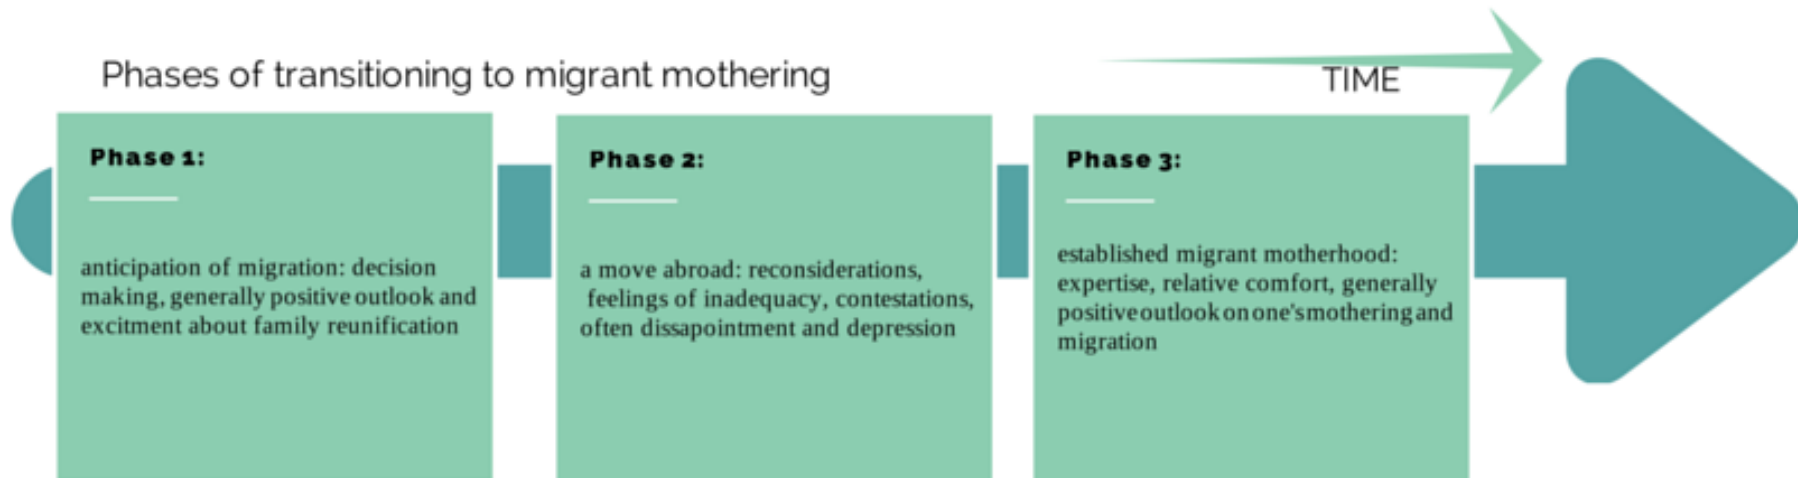 Phases of transitioning to migrant mothering
TIME
Phase 1:
anticipation of migration: decision
making, generally positive outlook and
excitment about family reunification
Phase 2:
a move abroad: reconsiderations,
feelings of inadequacy, contestations,
often dissapointment and depression
Phase 3:
established migrant motherhood:
expertise, relative comfort, generally
positive outlook on one's mothering and
migration